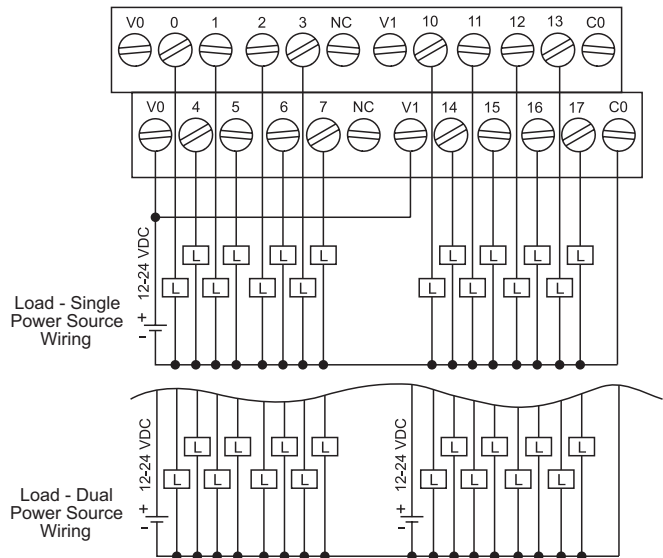 V0 0 1 2 3 NC V1 10 11 12 13 C0
V0 4 5 6 7 NC V1 14 15 16 17 C0
12-24 VDC
L L L L L L L L
L L L L L L L L
Load - Single
Power Source
Wiring
+
-
12-24 VDC
12-24 VDC
L L L L L L L L
L L L L L L L L
Load - Dual
Power Source
Wiring
+
-
+
-